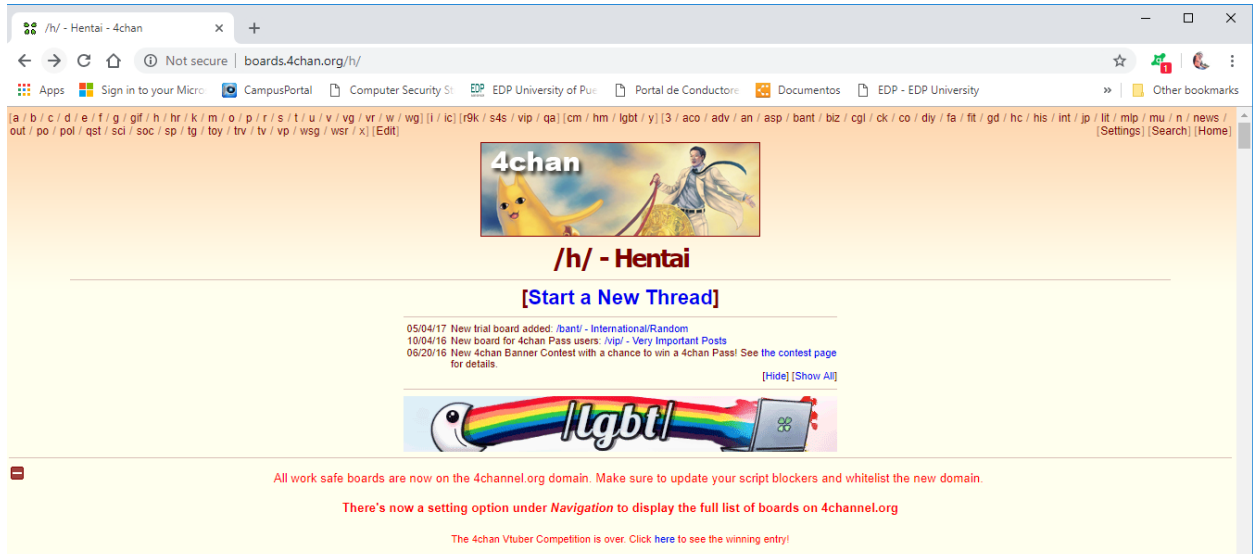 /h/ - Hentai - 4chan
Not secure | boards.4chan.org/h/
1
Apps Sign in to your Micro CampusPortal Computer Security St EDP EDP University of Pue Portal de Conductore Documentos EDP - EDP University » Other bookmarks
[a / b / c / d / e / f / g / gif / h / hr / k / m / o / p / r / s / t / u / v / vg / vr / w / wg] [i / ic] [r9k / s4s / vip / qa] [cm / hm / lgbt / y] [3 / aco / adv / an / asp / bant / biz / cgl / ck / co / diy / fa / fit / gd / hc / his / int / jp / lit / mlp / mu / n / news /
out / po / pol / qst / sci / soc / sp / tg / toy / trv / tv / vp / wsg / wsr / x] [Edit] [Settings] [Search] [Home]
4chan
/h/ - Hentai
[Start a New Thread]
05/04/17 New trial board added: /bant/ - International/Random
10/04/16 New board for 4chan Pass users: /vip/ - Very Important Posts
06/20/16 New 4chan Banner Contest with a chance to win a 4chan Pass! See the contest page
for details.
[Hide] [Show All]
/lgbt/
All work safe boards are now on the 4channel.org domain. Make sure to update your script blockers and whitelist the new domain.
There's now a setting option under Navigation to display the full list of boards on 4channel.org
The 4chan Vtuber Competition is over. Click here to see the winning entry!